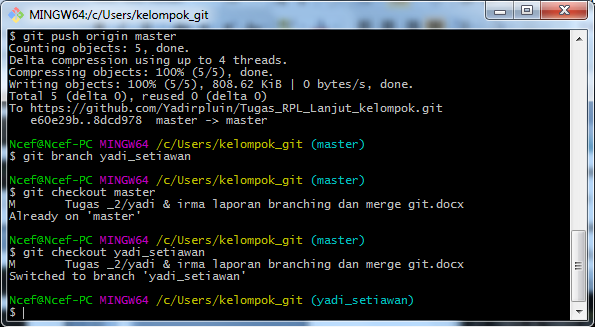 MINGW64:/c/Users/kelompok_git
$ git push origin master
Counting objects: 5, done.
Delta compression using up to 4 threads.
Compressing objects: 100% (5/5), done.
Writing objects: 100% (5/5), 808.62 KiB | 0 bytes/s, done.
Total 5 (delta 0), reused 0 (delta 0)
To https://github.com/Yadirpluin/Tugas_RPL_Lanjut_kelompok.git
   e60e29b..8dcd978  master -> master
Ncef@Ncef-PC MINGW64 /c/Users/kelompok_git (master)
$ git branch yadi_setiawan
Ncef@Ncef-PC MINGW64 /c/Users/kelompok_git (master)
$ git checkout master
M       Tugas _2/yadi & irma laporan branching dan merge git.docx
Already on 'master'
Ncef@Ncef-PC MINGW64 /c/Users/kelompok_git (master)
$ git checkout yadi_setiawan
M       Tugas _2/yadi & irma laporan branching dan merge git.docx
Switched to branch 'yadi_setiawan'
Ncef@Ncef-PC MINGW64 /c/Users/kelompok_git (yadi_setiawan)
$